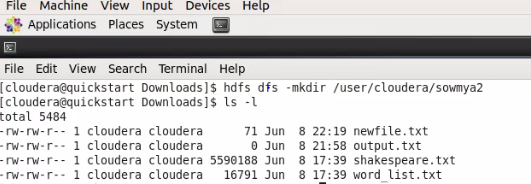 File Machine View Input Devices Help
Applications Places System
File Edit View Search Terminal Help
[cloudera@quickstart Downloads]$ hdfs dfs -mkdir /user/cloudera/sowmya2
[cloudera@quickstart Downloads]$ ls -l
total 5484
-rw-rw-r-- 1 cloudera cloudera 71 Jun 8 22:19 newfile.txt
-rw-rw-r-- 1 cloudera cloudera 0 Jun 8 21:58 output.txt
-rw-rw-r-- 1 cloudera cloudera 5590188 Jun 8 17:39 shakespeare.txt
-rw-rw-r-- 1 cloudera cloudera 16791 Jun 8 17:39 word_list.txt